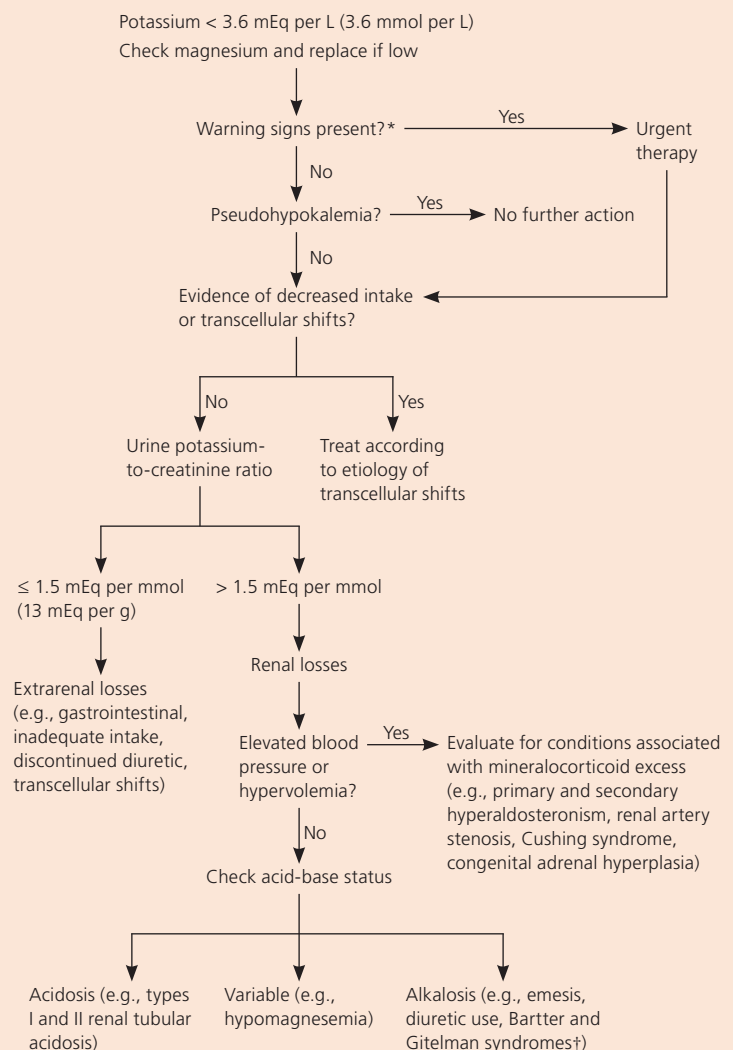 Potassium < 3.6 mEq per L (3.6 mmol per L)
Check magnesium and replace if low
Warning signs present?*
Yes
Urgent
therapy
No
Pseudohypokalemia?
Yes
No further action
No
Evidence of decreased intake
or transcellular shifts?
No
Yes
Urine potassium-
to-creatinine ratio
Treat according
to etiology of
transcellular shifts
≤ 1.5 mEq per mmol
(13 mEq per g)
> 1.5 mEq per mmol
Extrarenal losses
(e.g., gastrointestinal,
inadequate intake,
discontinued diuretic,
transcellular shifts)
Renal losses
Elevated blood
pressure or
hypervolemia?
Yes
Evaluate for conditions associated
with mineralocorticoid excess
(e.g., primary and secondary
hyperaldosteronism, renal artery
stenosis, Cushing syndrome,
congenital adrenal hyperplasia)
No
Check acid-base status
Acidosis (e.g., types
I and II renal tubular
acidosis)
Variable (e.g.,
hypomagnesemia)
Alkalosis (e.g., emesis,
diuretic use, Bartter and
Gitelman syndromes†)